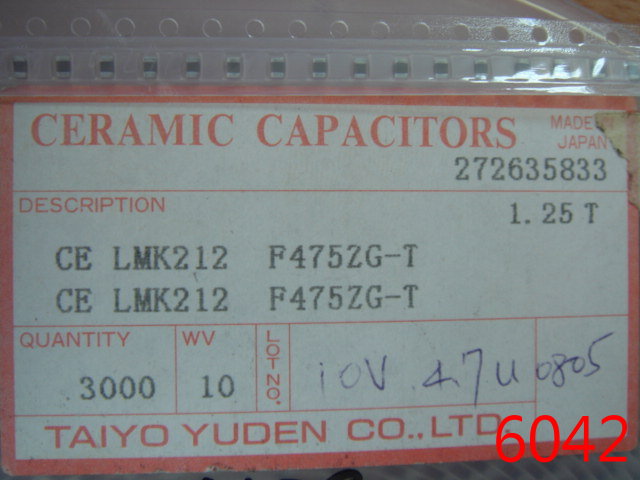 CERAMIC CAPACITORS MADE
JAPAN
272635833
DESCRIPTION 1.25 T
CE LMK212 F475ZG-T
CE LMK212 F475ZG-T
QUANTITY WV LOT NO.
3000 10 10V 4.7U 0805
TAIYO YUDEN CO.,LTD.
6042